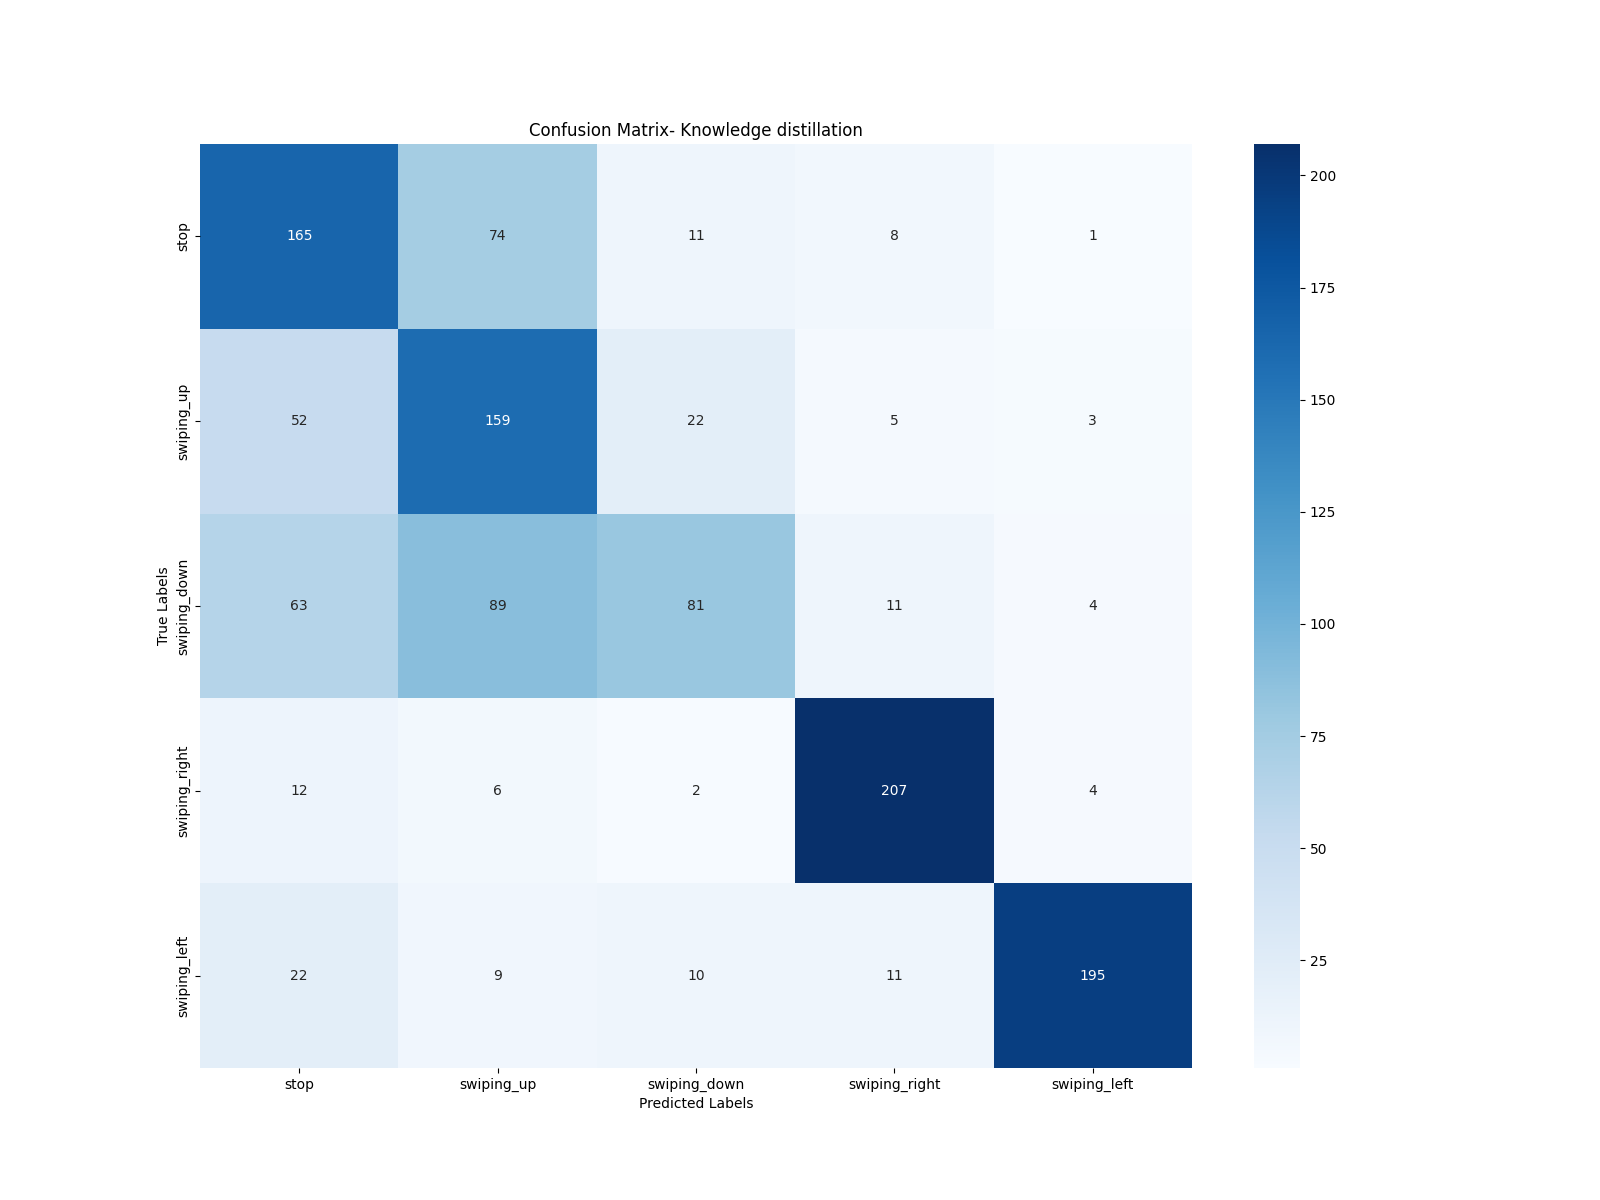 Confusion Matrix- Knowledge distillation
True Labels
stop 165 74 11 8 1
swiping_up 52 159 22 5 3
swiping_down 63 89 81 11 4
swiping_right 12 6 2 207 4
swiping_left 22 9 10 11 195
stop swiping_up swiping_down swiping_right swiping_left
Predicted Labels
200
175
150
125
100
75
50
25